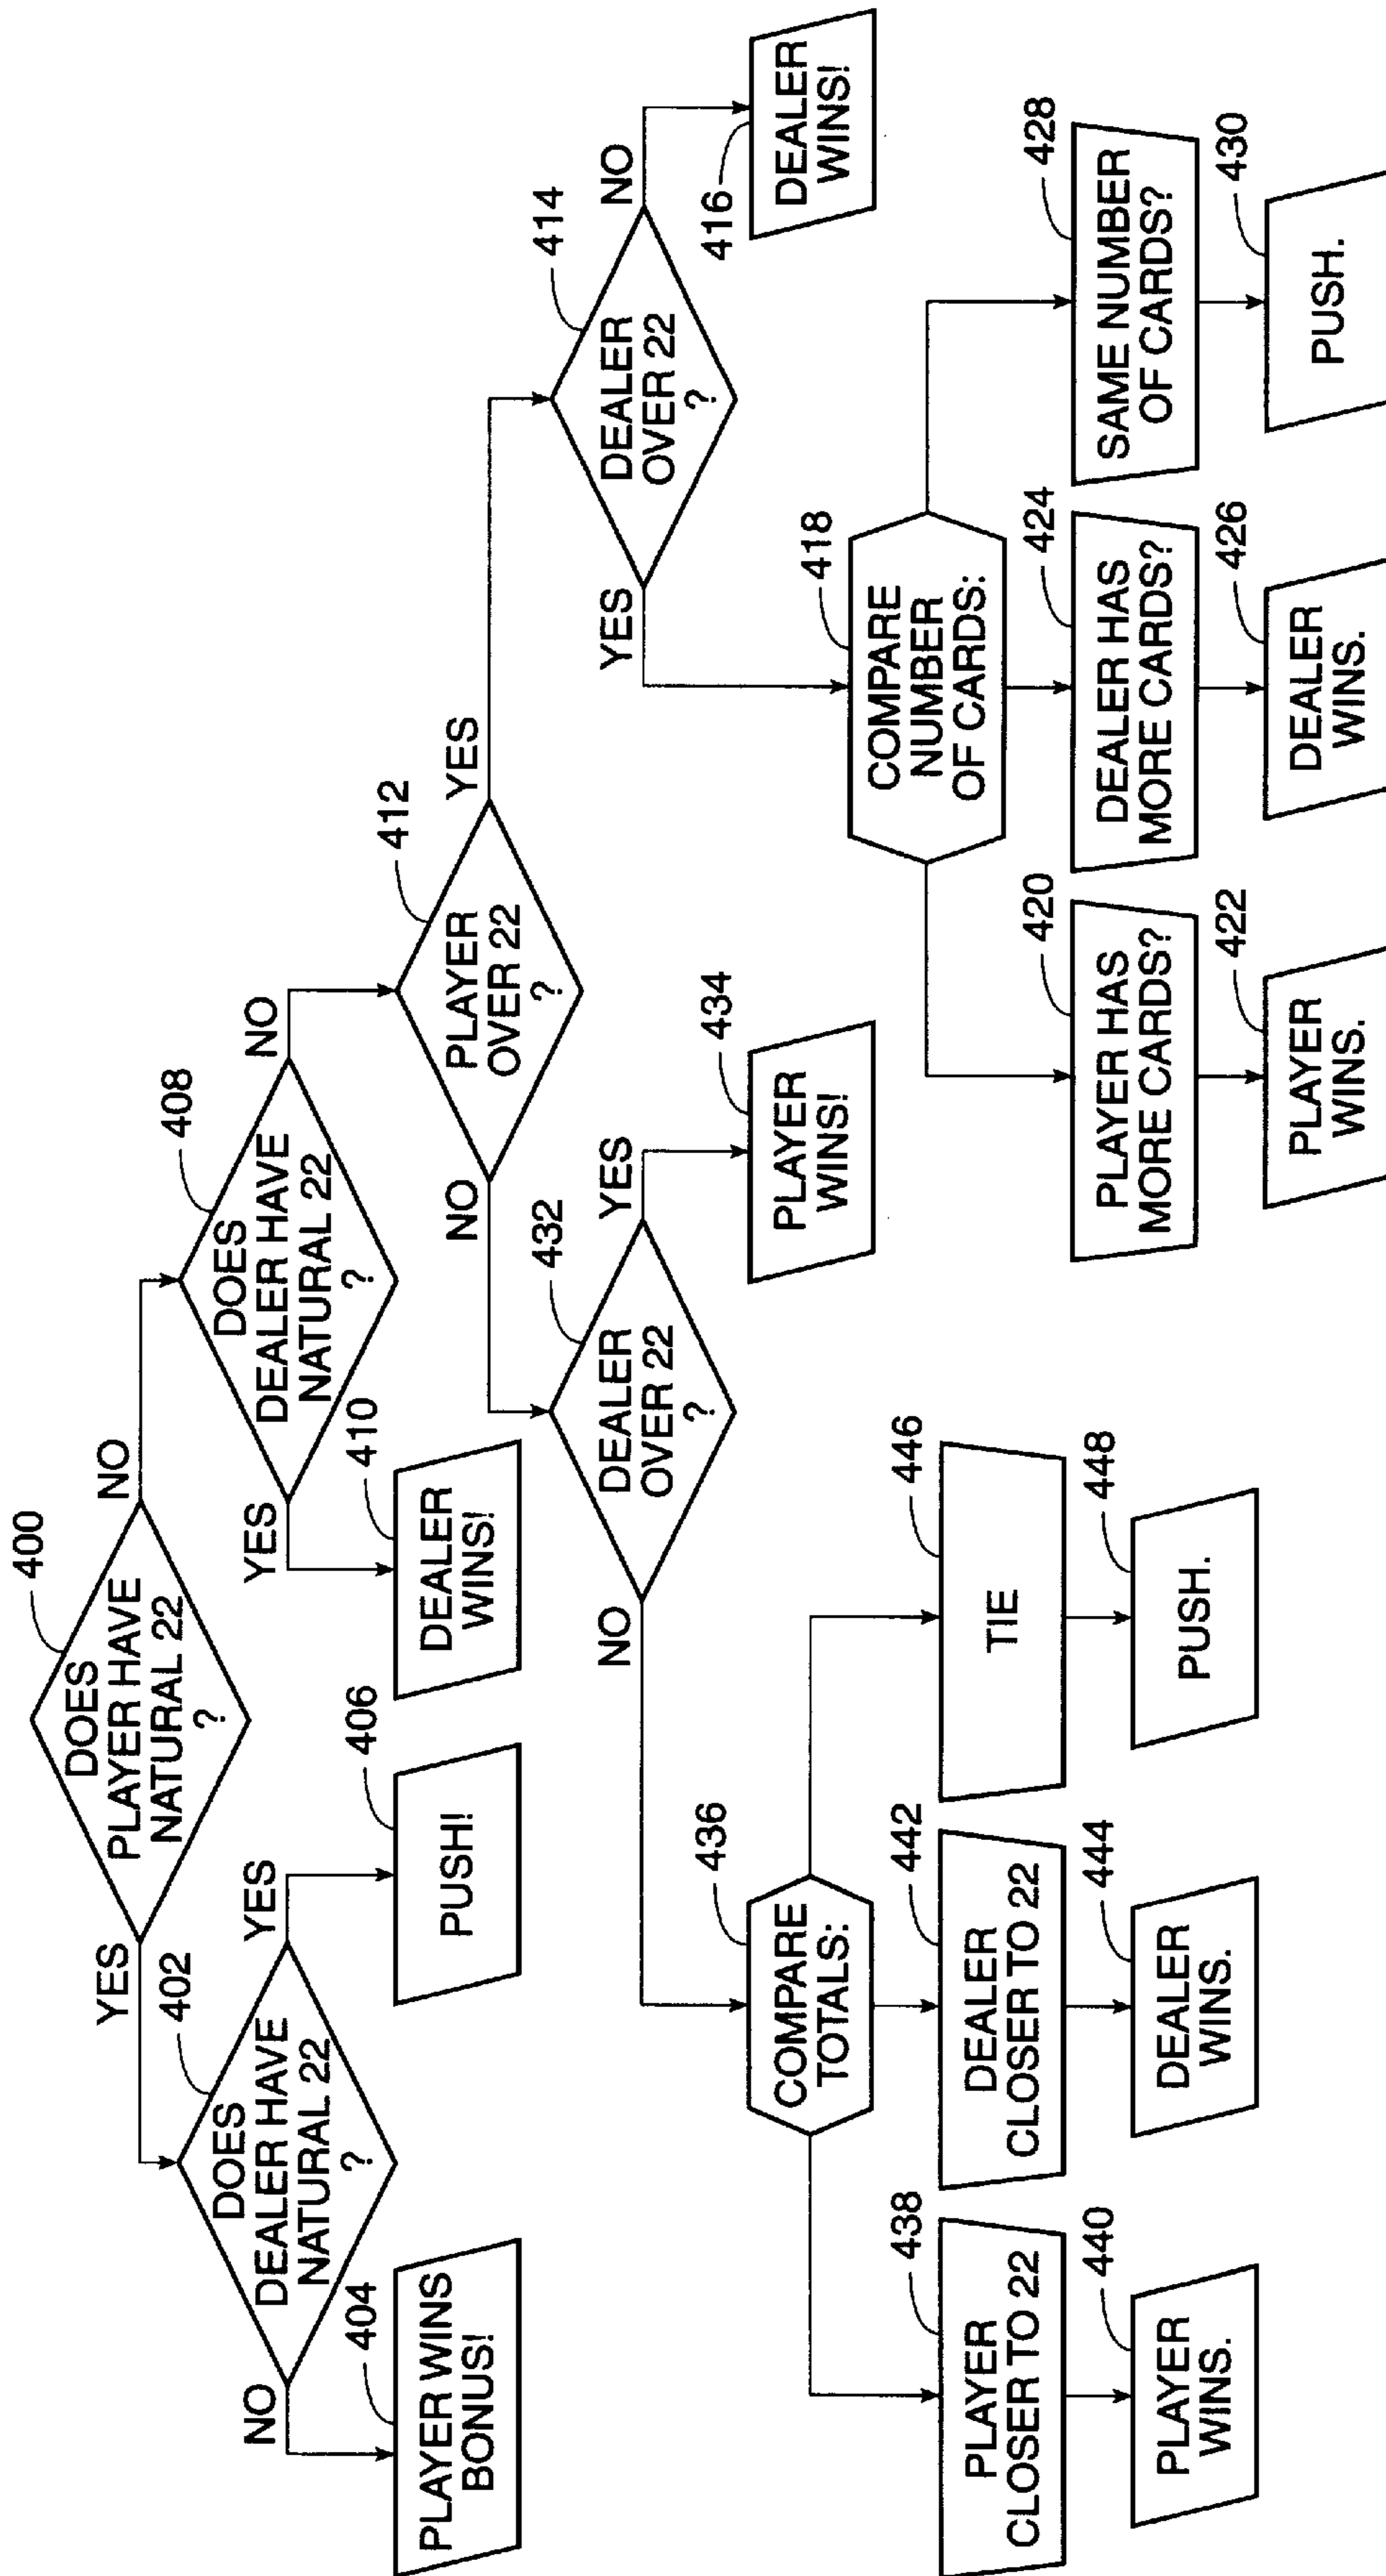 400
DOES
PLAYER HAVE
NATURAL 22
?
YES
NO
402
DOES
DEALER HAVE
NATURAL 22
?
NO
YES
404
PLAYER WINS
BONUS!
406
PUSH!
408
DOES
DEALER HAVE
NATURAL 22
?
YES
NO
410
DEALER
WINS!
412
PLAYER
OVER 22
?
NO
YES
414
DEALER
OVER 22
?
YES
NO
416
DEALER
WINS!
418
COMPARE
NUMBER
OF CARDS:
420
PLAYER HAS
MORE CARDS?
422
PLAYER
WINS.
424
DEALER HAS
MORE CARDS?
426
DEALER
WINS.
428
SAME NUMBER
OF CARDS?
430
PUSH.
432
DEALER
OVER 22
?
NO
YES
434
PLAYER
WINS!
436
COMPARE
TOTALS:
438
PLAYER
CLOSER TO 22
440
PLAYER
WINS.
442
DEALER
CLOSER TO 22
444
DEALER
WINS.
446
TIE
448
PUSH.